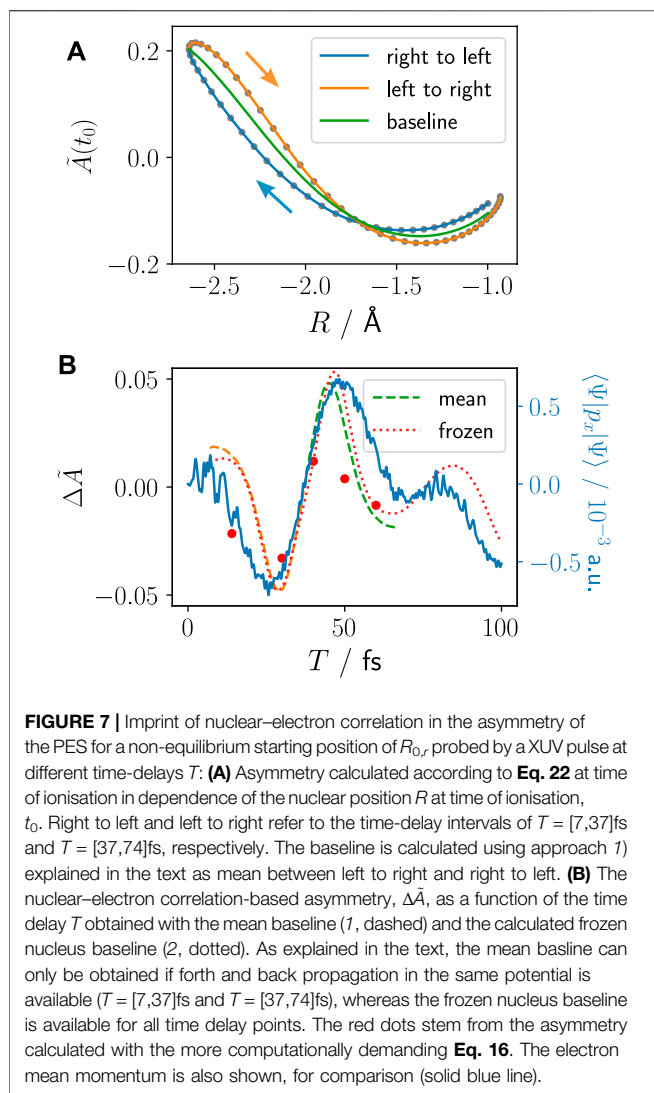 A
0.2
0.0
−0.2
Ã(t₀)
right to left
left to right
baseline
−2.5 −2.0 −1.5 −1.0
R / Å
B
0.05
0.00
−0.05
ΔÃ
mean
frozen
0.5
0.0
−0.5
⟨Ψ|pₓ|Ψ⟩ / 10⁻³ a.u.
0 50 100
T / fs
FIGURE 7 | Imprint of nuclear–electron correlation in the asymmetry of
the PES for a non-equilibrium starting position of R₀,ᵣ probed by a XUV pulse at
different time-delays T: (A) Asymmetry calculated according to Eq. 22 at time
of ionisation in dependence of the nuclear position R at time of ionisation,
t₀. Right to left and left to right refer to the time-delay intervals of T = [7,37]fs
and T = [37,74]fs, respectively. The baseline is calculated using approach 1)
explained in the text as mean between left to right and right to left. (B) The
nuclear–electron correlation-based asymmetry, ΔÃ, as a function of the time
delay T obtained with the mean baseline (1, dashed) and the calculated frozen
nucleus baseline (2, dotted). As explained in the text, the mean basline can
only be obtained if forth and back propagation in the same potential is
available (T = [7,37]fs and T = [37,74]fs), whereas the frozen nucleus baseline
is available for all time delay points. The red dots stem from the asymmetry
calculated with the more computationally demanding Eq. 16. The electron
mean momentum is also shown, for comparison (solid blue line).